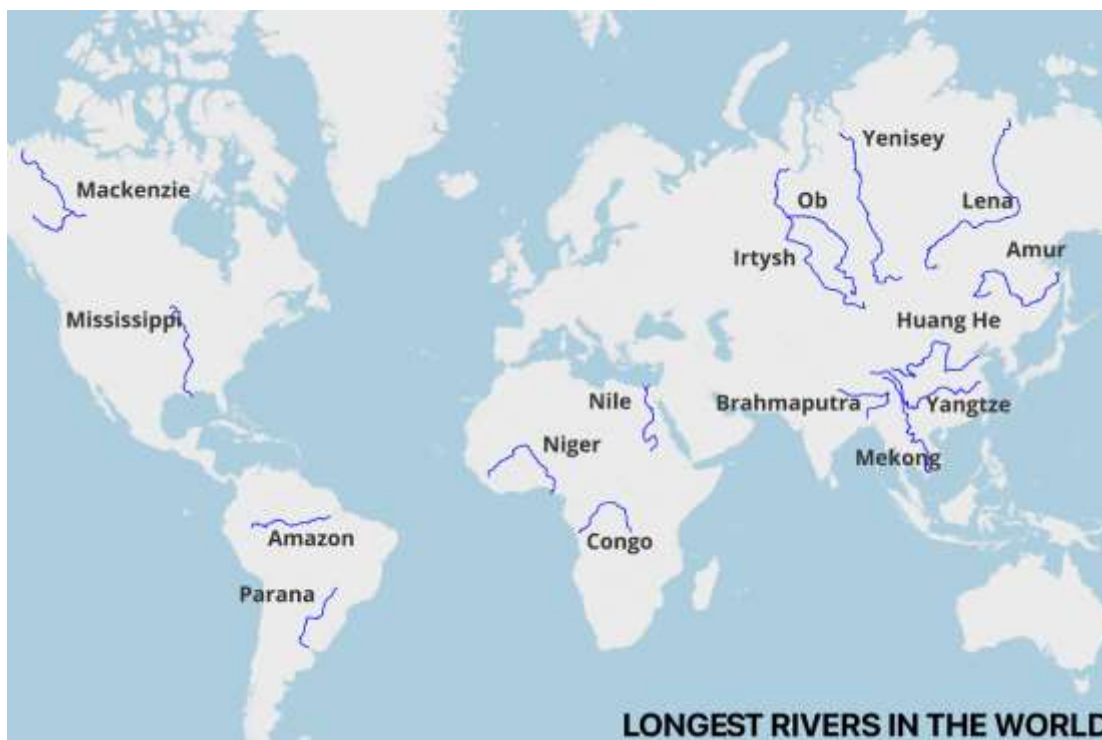 Yenisey
Mackenzie
Ob
Lena
Amur
Irtysh
Mississippi
Huang He
Nile
Brahmaputra
Yangtze
Niger
Mekong
Amazon
Congo
Parana
LONGEST RIVERS IN THE WORLD